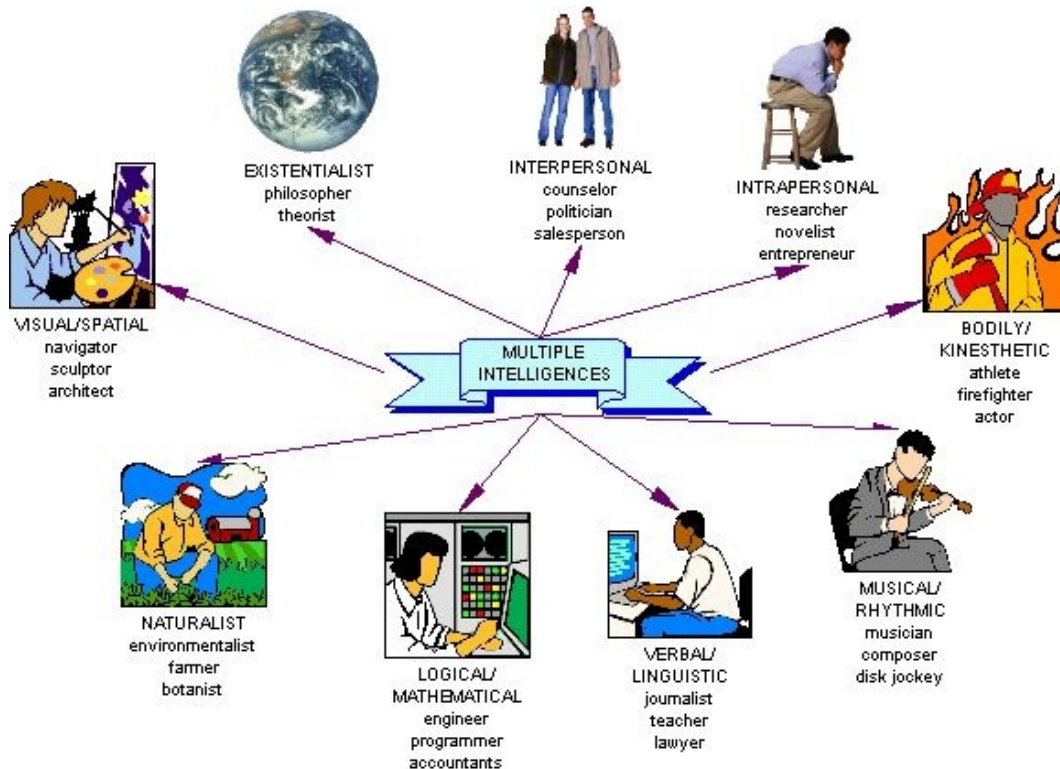 EXISTENTIALIST
philosopher
theorist
INTERPERSONAL
counselor
politician
salesperson
INTRAPERSONAL
researcher
novelist
entrepreneur
VISUAL/SPATIAL
navigator
sculptor
architect
MULTIPLE
INTELLIGENCES
BODILY/
KINESTHETIC
athlete
firefighter
actor
NATURALIST
environmentalist
farmer
botanist
LOGICAL/
MATHEMATICAL
engineer
programmer
accountants
VERBAL/
LINGUISTIC
journalist
teacher
lawyer
MUSICAL/
RHYTHMIC
musician
composer
disk jockey